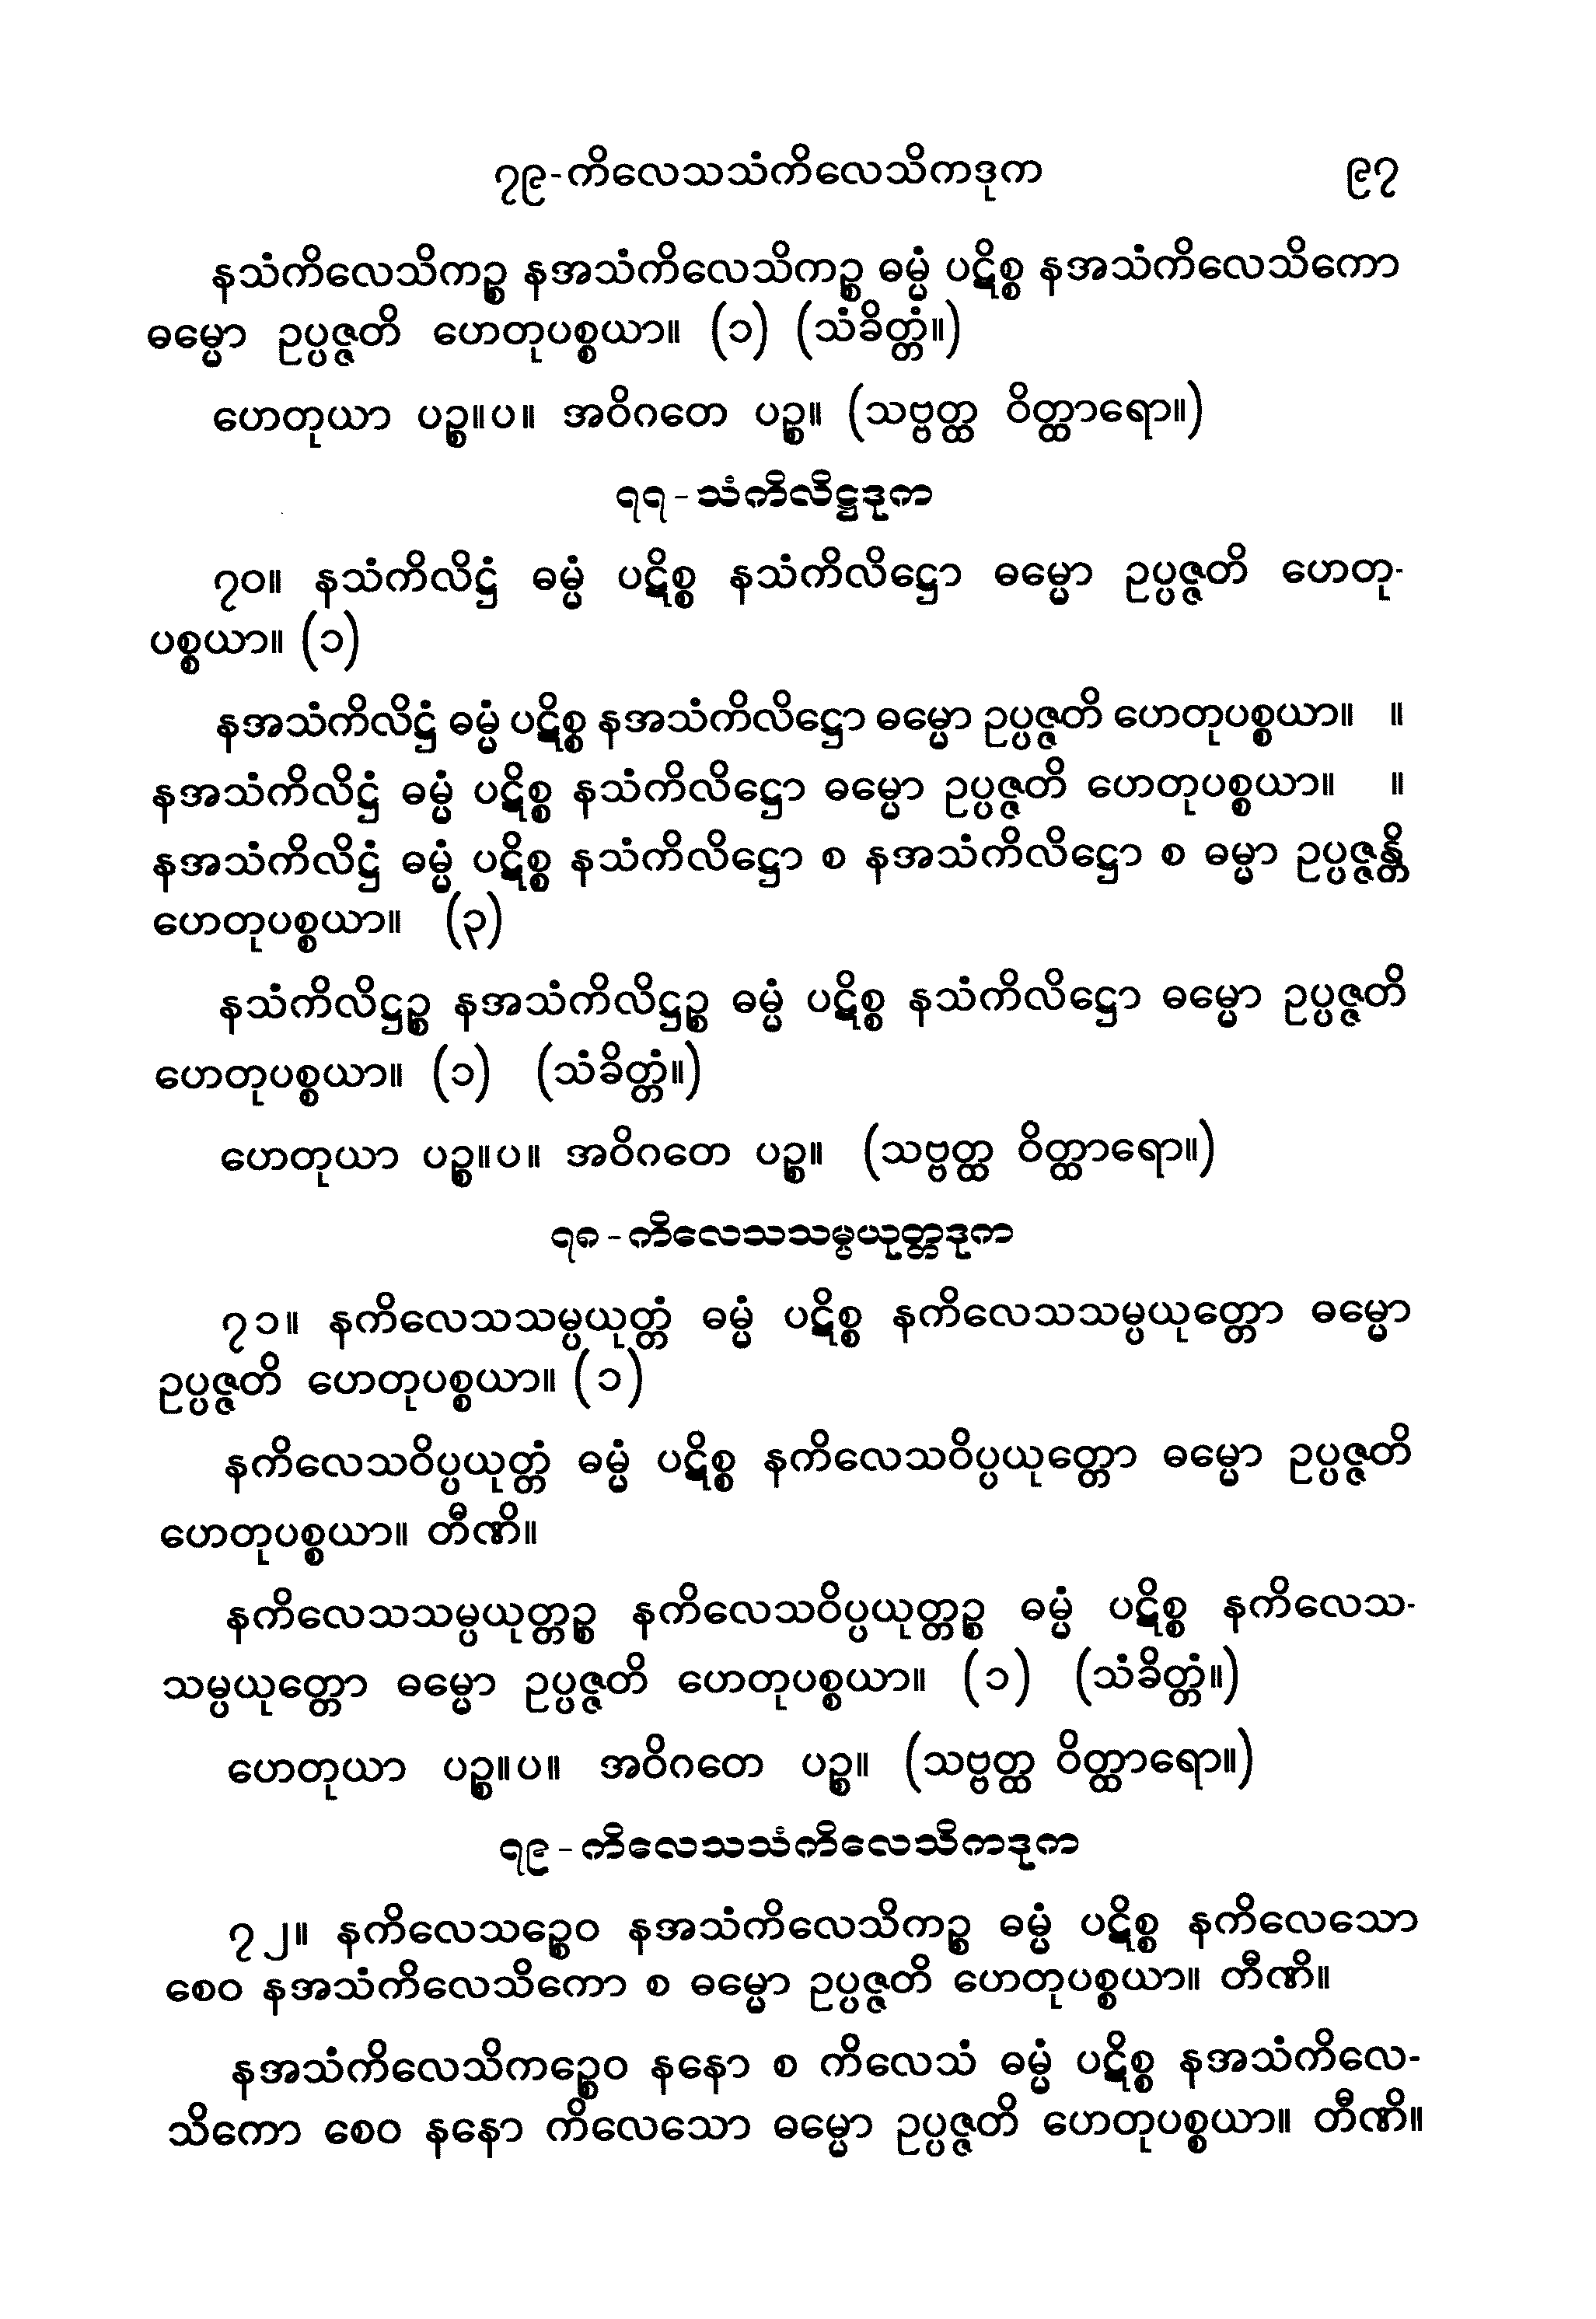 ၇၉-ကိလေသသံကိလေသိကဒုက ၉၇
နသံကိလေသိကဉ္စ နအသံကိလေသိကဉ္စ ဓမ္မံ ပဋိစ္စ နအသံကိလေသိကော
ဓမ္မော ဥပ္ပဇ္ဇတိ ဟေတုပစ္စယာ။ (၁) (သံခိတ္တံ။)
ဟေတုယာ ပဉ္စ။ပ။ အဝိဂတေ ပဉ္စ။ (သဗ္ဗတ္ထ ဝိတ္ထာရော။)
၇၇-သံကိလိဋ္ဌဒုက
၇၀။ နသံကိလိဋ္ဌံ ဓမ္မံ ပဋိစ္စ နသံကိလိဋ္ဌော ဓမ္မော ဥပ္ပဇ္ဇတိ ဟေတု-
ပစ္စယာ။ (၁)
နအသံကိလိဋ္ဌံ ဓမ္မံ ပဋိစ္စ နအသံကိလိဋ္ဌော ဓမ္မော ဥပ္ပဇ္ဇတိ ဟေတုပစ္စယာ။ ။
နအသံကိလိဋ္ဌံ ဓမ္မံ ပဋိစ္စ နသံကိလိဋ္ဌော ဓမ္မော ဥပ္ပဇ္ဇတိ ဟေတုပစ္စယာ။ ။
နအသံကိလိဋ္ဌံ ဓမ္မံ ပဋိစ္စ နသံကိလိဋ္ဌော စ နအသံကိလိဋ္ဌော စ ဓမ္မာ ဥပ္ပဇ္ဇန္တိ
ဟေတုပစ္စယာ။ (၃)
နသံကိလိဋ္ဌဉ္စ နအသံကိလိဋ္ဌဉ္စ ဓမ္မံ ပဋိစ္စ နသံကိလိဋ္ဌော ဓမ္မော ဥပ္ပဇ္ဇတိ
ဟေတုပစ္စယာ။ (၁) (သံခိတ္တံ။)
ဟေတုယာ ပဉ္စ။ပ။ အဝိဂတေ ပဉ္စ။ (သဗ္ဗတ္ထ ဝိတ္ထာရော။)
၇၈-ကိလေသသမ္ပယုတ္တဒုက
၇၁။ နကိလေသသမ္ပယုတ္တံ ဓမ္မံ ပဋိစ္စ နကိလေသသမ္ပယုတ္တော ဓမ္မော
ဥပ္ပဇ္ဇတိ ဟေတုပစ္စယာ။ (၁)
နကိလေသဝိပ္ပယုတ္တံ ဓမ္မံ ပဋိစ္စ နကိလေသဝိပ္ပယုတ္တော ဓမ္မော ဥပ္ပဇ္ဇတိ
ဟေတုပစ္စယာ။ တီဏိ။
နကိလေသသမ္ပယုတ္တဉ္စ နကိလေသဝိပ္ပယုတ္တဉ္စ ဓမ္မံ ပဋိစ္စ နကိလေသ-
သမ္ပယုတ္တော ဓမ္မော ဥပ္ပဇ္ဇတိ ဟေတုပစ္စယာ။ (၁) (သံခိတ္တံ။)
ဟေတုယာ ပဉ္စ။ပ။ အဝိဂတေ ပဉ္စ။ (သဗ္ဗတ္ထ ဝိတ္ထာရော။)
၇၉-ကိလေသသံကိလေသိကဒုက
၇၂။ နကိလေသဉ္စေဝ နအသံကိလေသိကဉ္စ ဓမ္မံ ပဋိစ္စ နကိလေသော
စေဝ နအသံကိလေသိကော စ ဓမ္မော ဥပ္ပဇ္ဇတိ ဟေတုပစ္စယာ။ တီဏိ။
နအသံကိလေသိကဉ္စေဝ နနော စ ကိလေသံ ဓမ္မံ ပဋိစ္စ နအသံကိလေ-
သိကော စေဝ နနော ကိလေသော ဓမ္မော ဥပ္ပဇ္ဇတိ ဟေတုပစ္စယာ။ တီဏိ။